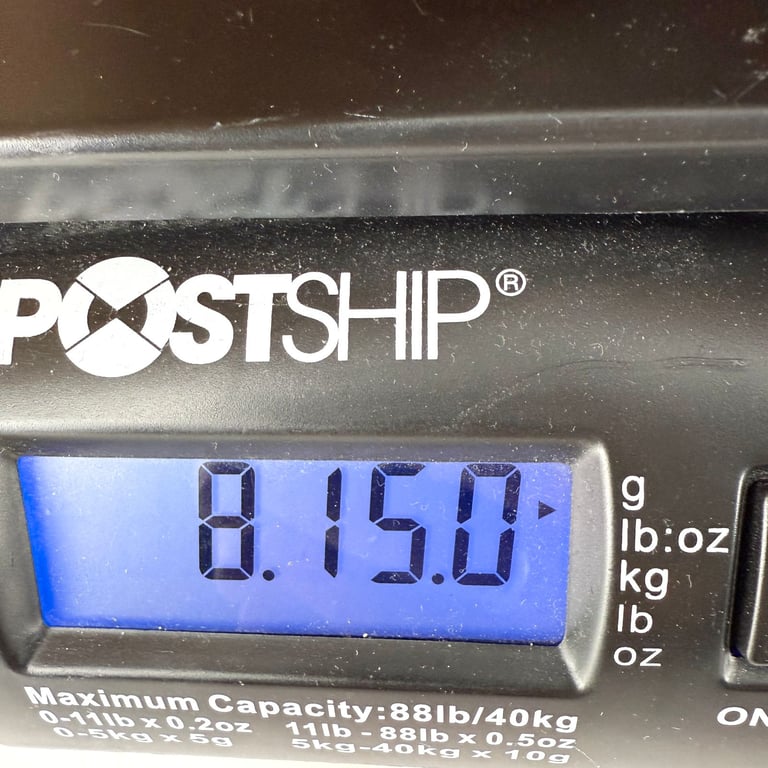 POSTSHIP®
8.15.0
g
lb:oz
kg
lb
oz
Maximum Capacity:88lb/40kg
0-11lb x 0.2oz 11lb - 88lb x 0.5oz
0-5kg x 5g 5kg-40kg x 10g
ON